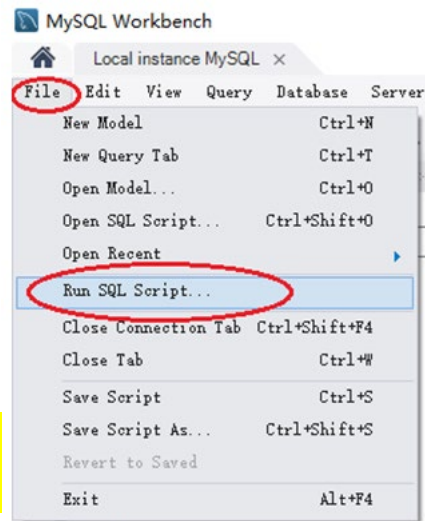 MySQL Workbench
Local instance MySQL ×
File Edit View Query Database Server
New Model Ctrl+N
New Query Tab Ctrl+T
Open Model... Ctrl+O
Open SQL Script... Ctrl+Shift+O
Open Recent
Run SQL Script...
Close Connection Tab Ctrl+Shift+F4
Close Tab Ctrl+W
Save Script Ctrl+S
Save Script As... Ctrl+Shift+S
Revert to Saved
Exit Alt+F4